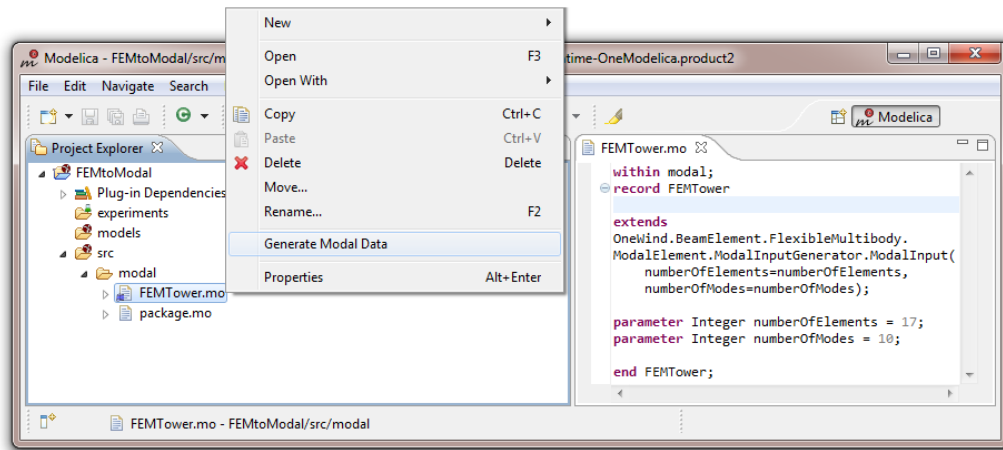 New
Open F3
Open With
Copy Ctrl+C
Paste Ctrl+V
Delete Delete
Move...
Rename... F2
Generate Modal Data
Properties Alt+Enter
Modelica - FEMtoModal/src/m
time-OneModelica.product2
File Edit Navigate Search
Modelica
Project Explorer
FEMtoModal
Plug-in Dependencies
experiments
models
src
modal
FEMTower.mo
package.mo
FEMTower.mo
within modal;
record FEMTower
extends
OneWind.BeamElement.FlexibleMultibody.
ModalElement.ModalInputGenerator.ModalInput(
numberOfElements=numberOfElements,
numberOfModes=numberOfModes);
parameter Integer numberOfElements = 17;
parameter Integer numberOfModes = 10;
end FEMTower;
FEMTower.mo - FEMtoModal/src/modal